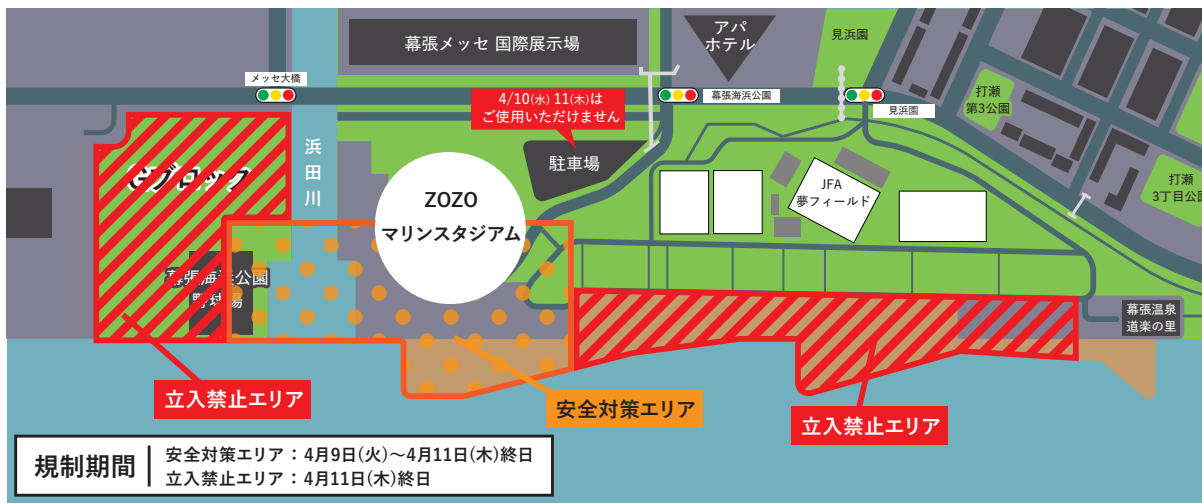 幕張メッセ 国際展示場
アパ
ホテル
見浜園
メッセ大橋
幕張海浜公園
見浜園
打瀬
第3公園
4/10(水) 11(木)は
ご使用いただけません
駐車場
浜田川
Gブロック
ZOZO
マリンスタジアム
JFA
夢フィールド
打瀬
3丁目公園
幕張海浜公園
野球場
幕張温泉
道楽の里
立入禁止エリア
安全対策エリア
立入禁止エリア
規制期間
安全対策エリア：4月9日(火)〜4月11日(木)終日
立入禁止エリア：4月11日(木)終日